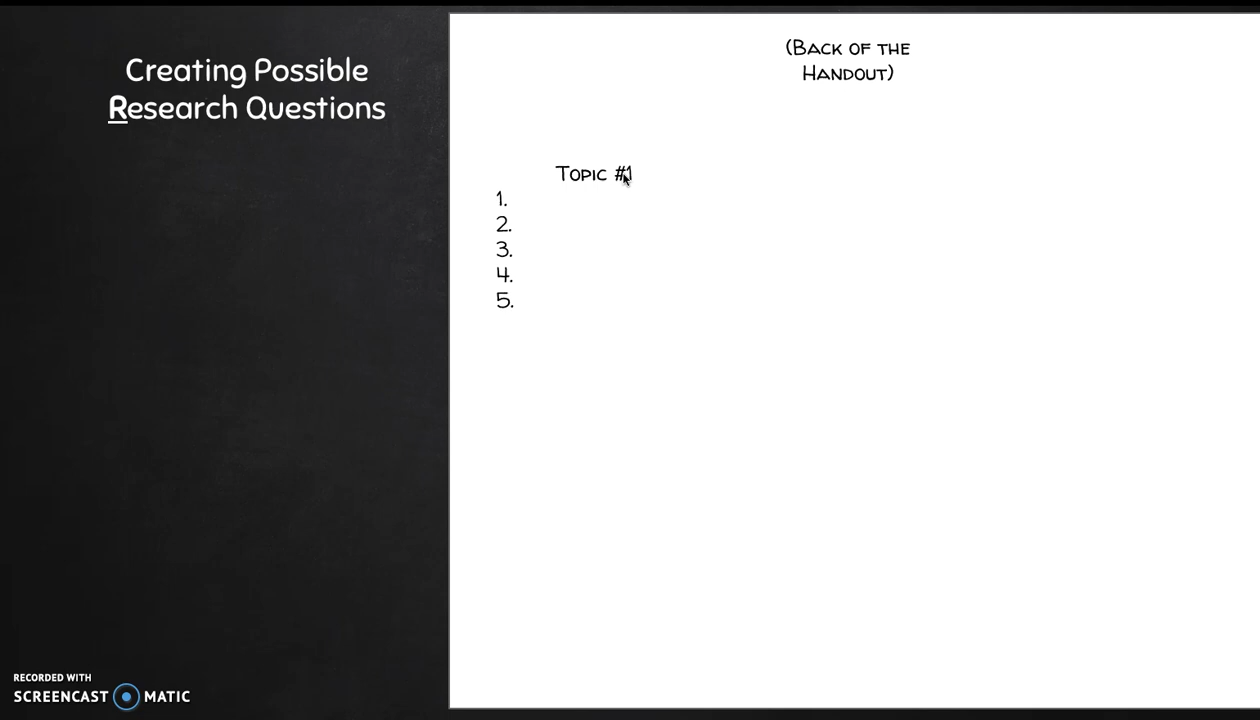 Creating Possible
Research Questions
(Back of the
Handout)
Topic #1
1.
2.
3.
4.
5.
RECORDED WITH
SCREENCAST MATIC